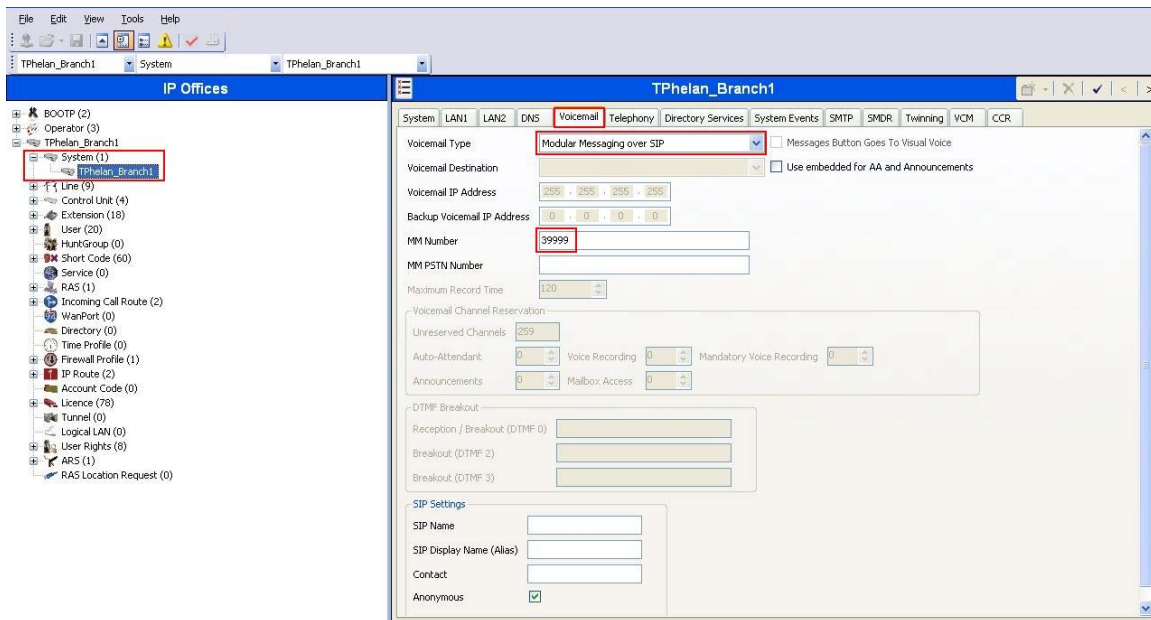 File Edit View Tools Help
TPhelan_Branch1 System TPhelan_Branch1
IP Offices
BOOTP (2)
Operator (3)
TPhelan_Branch1
System (1)
TPhelan_Branch1
Line (9)
Control Unit (4)
Extension (18)
User (20)
HuntGroup (0)
Short Code (60)
Service (0)
RAS (1)
Incoming Call Route (2)
WanPort (0)
Directory (0)
Time Profile (0)
Firewall Profile (1)
IP Route (2)
Account Code (0)
Licence (78)
Tunnel (0)
Logical LAN (0)
User Rights (8)
ARS (1)
RAS Location Request (0)
TPhelan_Branch1
System LAN1 LAN2 DNS Voicemail Telephony Directory Services System Events SMTP SMDR Twinning VCM CCR
Voicemail Type Modular Messaging over SIP Messages Button Goes To Visual Voice
Voicemail Destination Use embedded for AA and Announcements
Voicemail IP Address 255 . 255 . 255 . 255
Backup Voicemail IP Address 0 . 0 . 0 . 0
MM Number 39999
MM PSTN Number
Maximum Record Time 120
Voicemail Channel Reservation
Unreserved Channels 259
Auto-Attendant 0 Voice Recording 0 Mandatory Voice Recording 0
Announcements 0 Mailbox Access 0
DTMF Breakout
Reception / Breakout (DTMF 0)
Breakout (DTMF 2)
Breakout (DTMF 3)
SIP Settings
SIP Name
SIP Display Name (Alias)
Contact
Anonymous